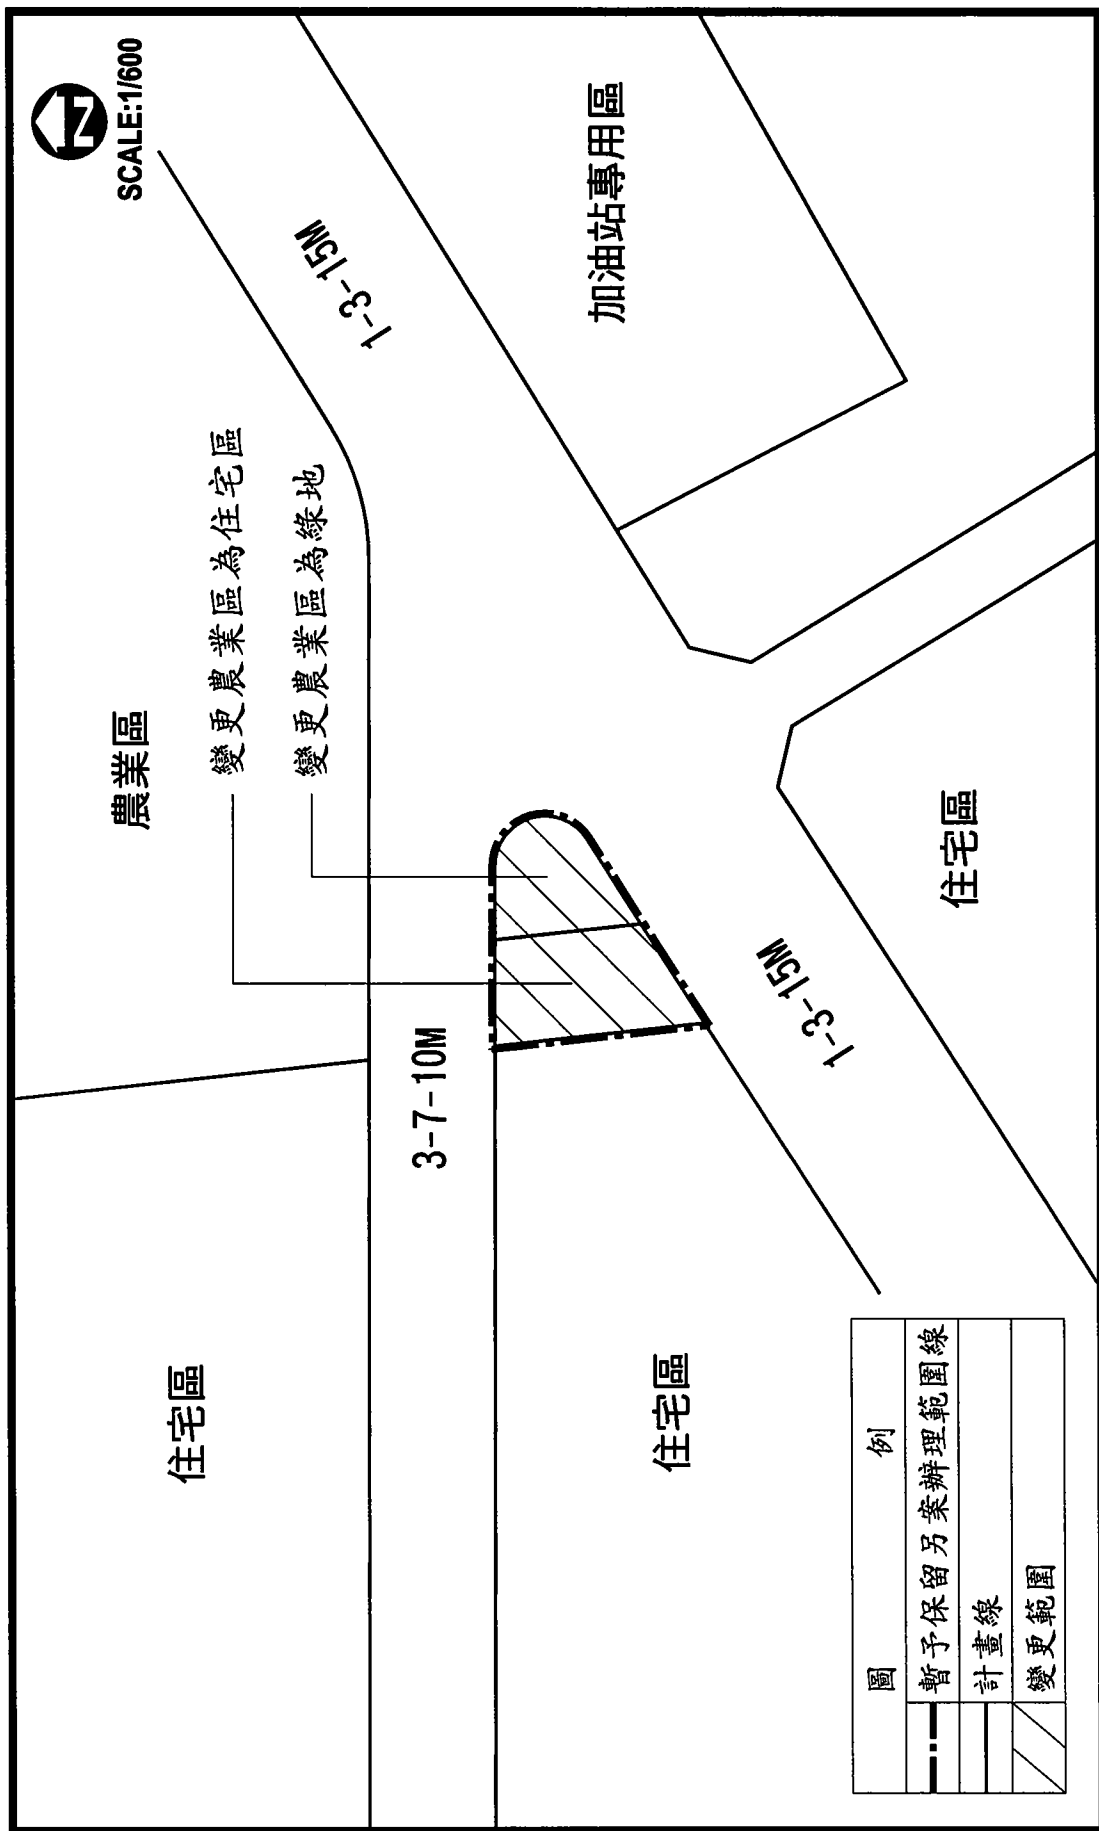 N
SCALE:1/600
農業區
變更農業區為住宅區
變更農業區為綠地
1-3-15M
加油站專用區
住宅區
3-7-10M
住宅區
1-3-15M
住宅區
圖例
暫予保留另案辦理範圍線
計畫線
變更範圍